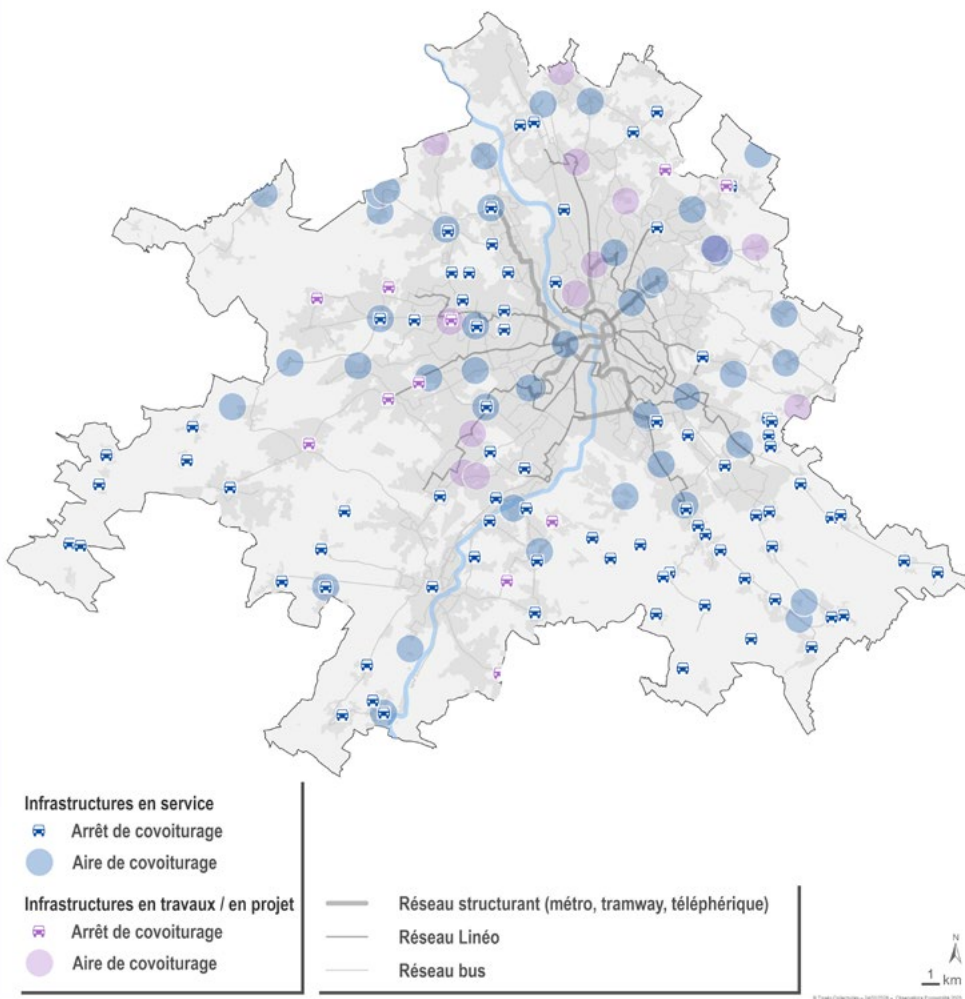 Infrastructures en service
Arrêt de covoiturage
Aire de covoiturage
Infrastructures en travaux / en projet
Arrêt de covoiturage
Aire de covoiturage
Réseau structurant (métro, tramway, téléphérique)
Réseau Linéo
Réseau bus
N
1 km